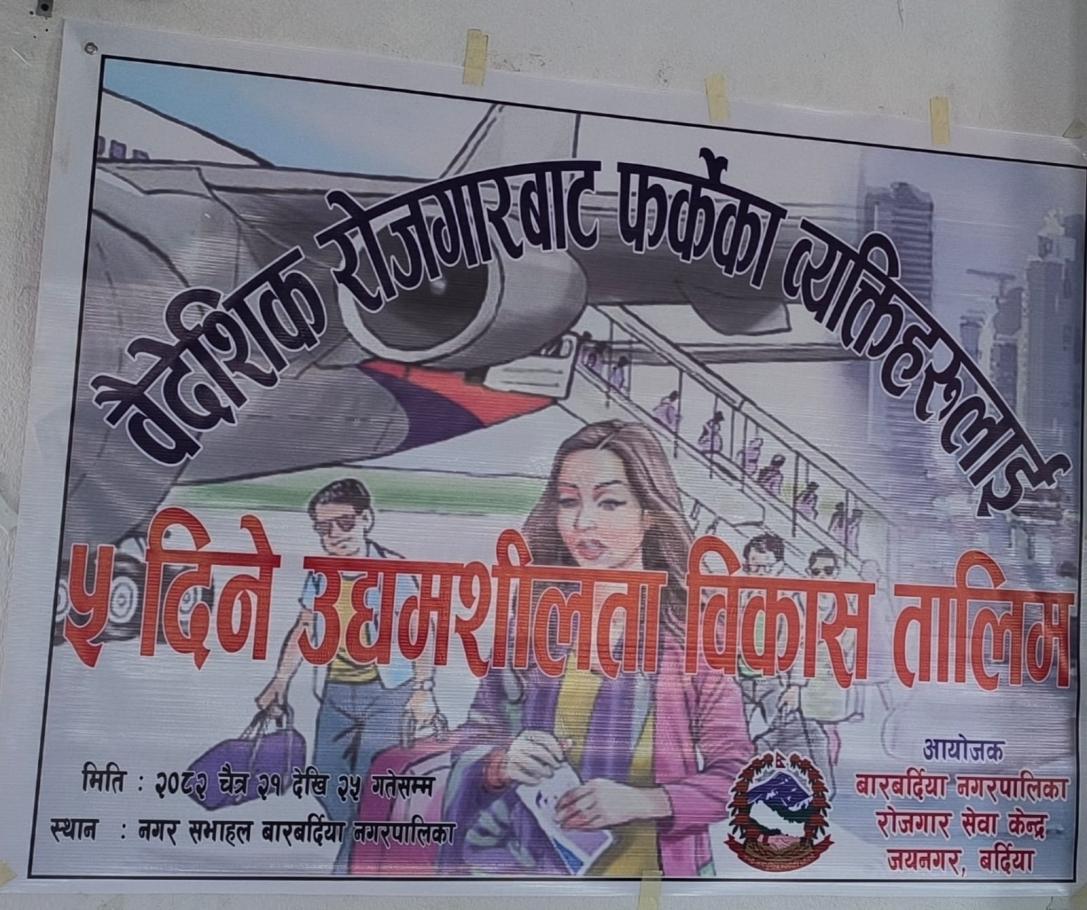 वैदेशिक रोजगारबाट फर्केका व्यक्तिहरूलाई
५ दिने उद्यमशीलता विकास तालिम
मिति : २०८२ चैत्र २१ देखि २५ गतेसम्म
स्थान : नगर सभाहल बारबर्दिया नगरपालिका
आयोजक
बारबर्दिया नगरपालिका
रोजगार सेवा केन्द्र
जयनगर, बर्दिया